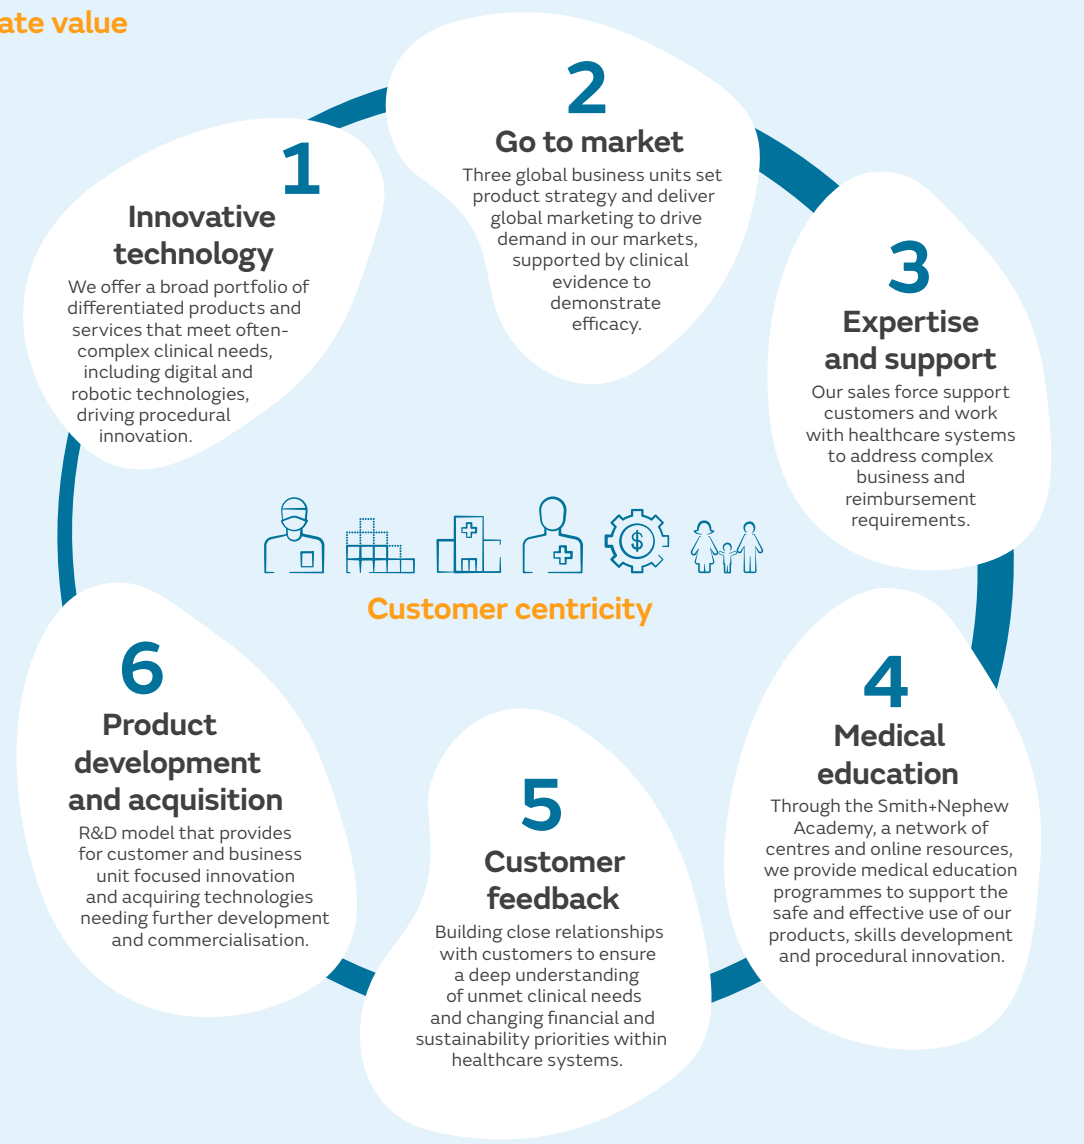 ate value
1
Innovative
technology
We offer a broad portfolio of
differentiated products and
services that meet often-
complex clinical needs,
including digital and
robotic technologies,
driving procedural
innovation.
2
Go to market
Three global business units set
product strategy and deliver
global marketing to drive
demand in our markets,
supported by clinical
evidence to
demonstrate
efficacy.
3
Expertise
and support
Our sales force support
customers and work
with healthcare systems
to address complex
business and
reimbursement
requirements.
$
Customer centricity
4
Medical
education
Through the Smith+Nephew
Academy, a network of
centres and online resources,
we provide medical education
programmes to support the
safe and effective use of our
products, skills development
and procedural innovation.
5
Customer
feedback
Building close relationships
with customers to ensure
a deep understanding
of unmet clinical needs
and changing financial and
sustainability priorities within
healthcare systems.
6
Product
development
and acquisition
R&D model that provides
for customer and business
unit focused innovation
and acquiring technologies
needing further development
and commercialisation.